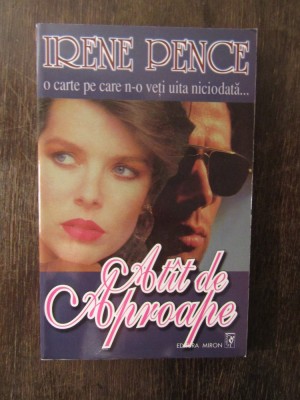 IRENE PENCE
o carte pe care n-o veți uita niciodată...
Atît de
Aproape
EDITURA MIRON